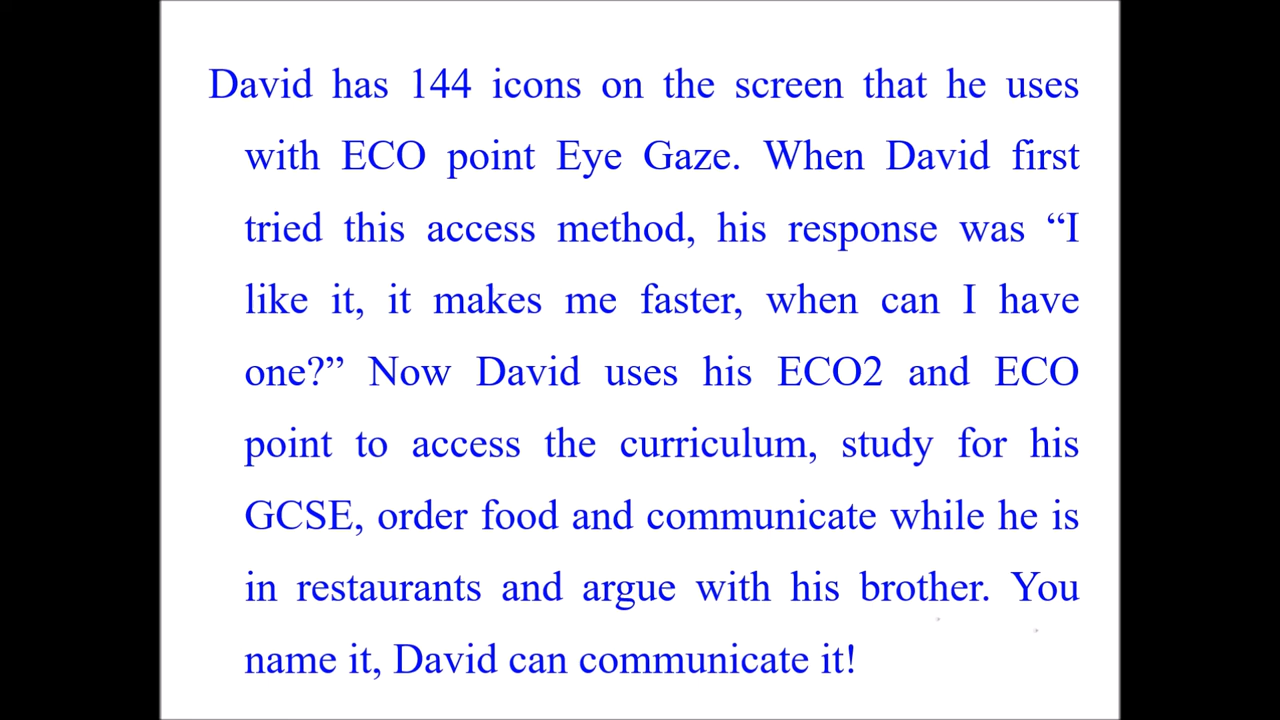 David has 144 icons on the screen that he uses
with ECO point Eye Gaze. When David first
tried this access method, his response was “I
like it, it makes me faster, when can I have
one?” Now David uses his ECO2 and ECO
point to access the curriculum, study for his
GCSE, order food and communicate while he is
in restaurants and argue with his brother. You
name it, David can communicate it!